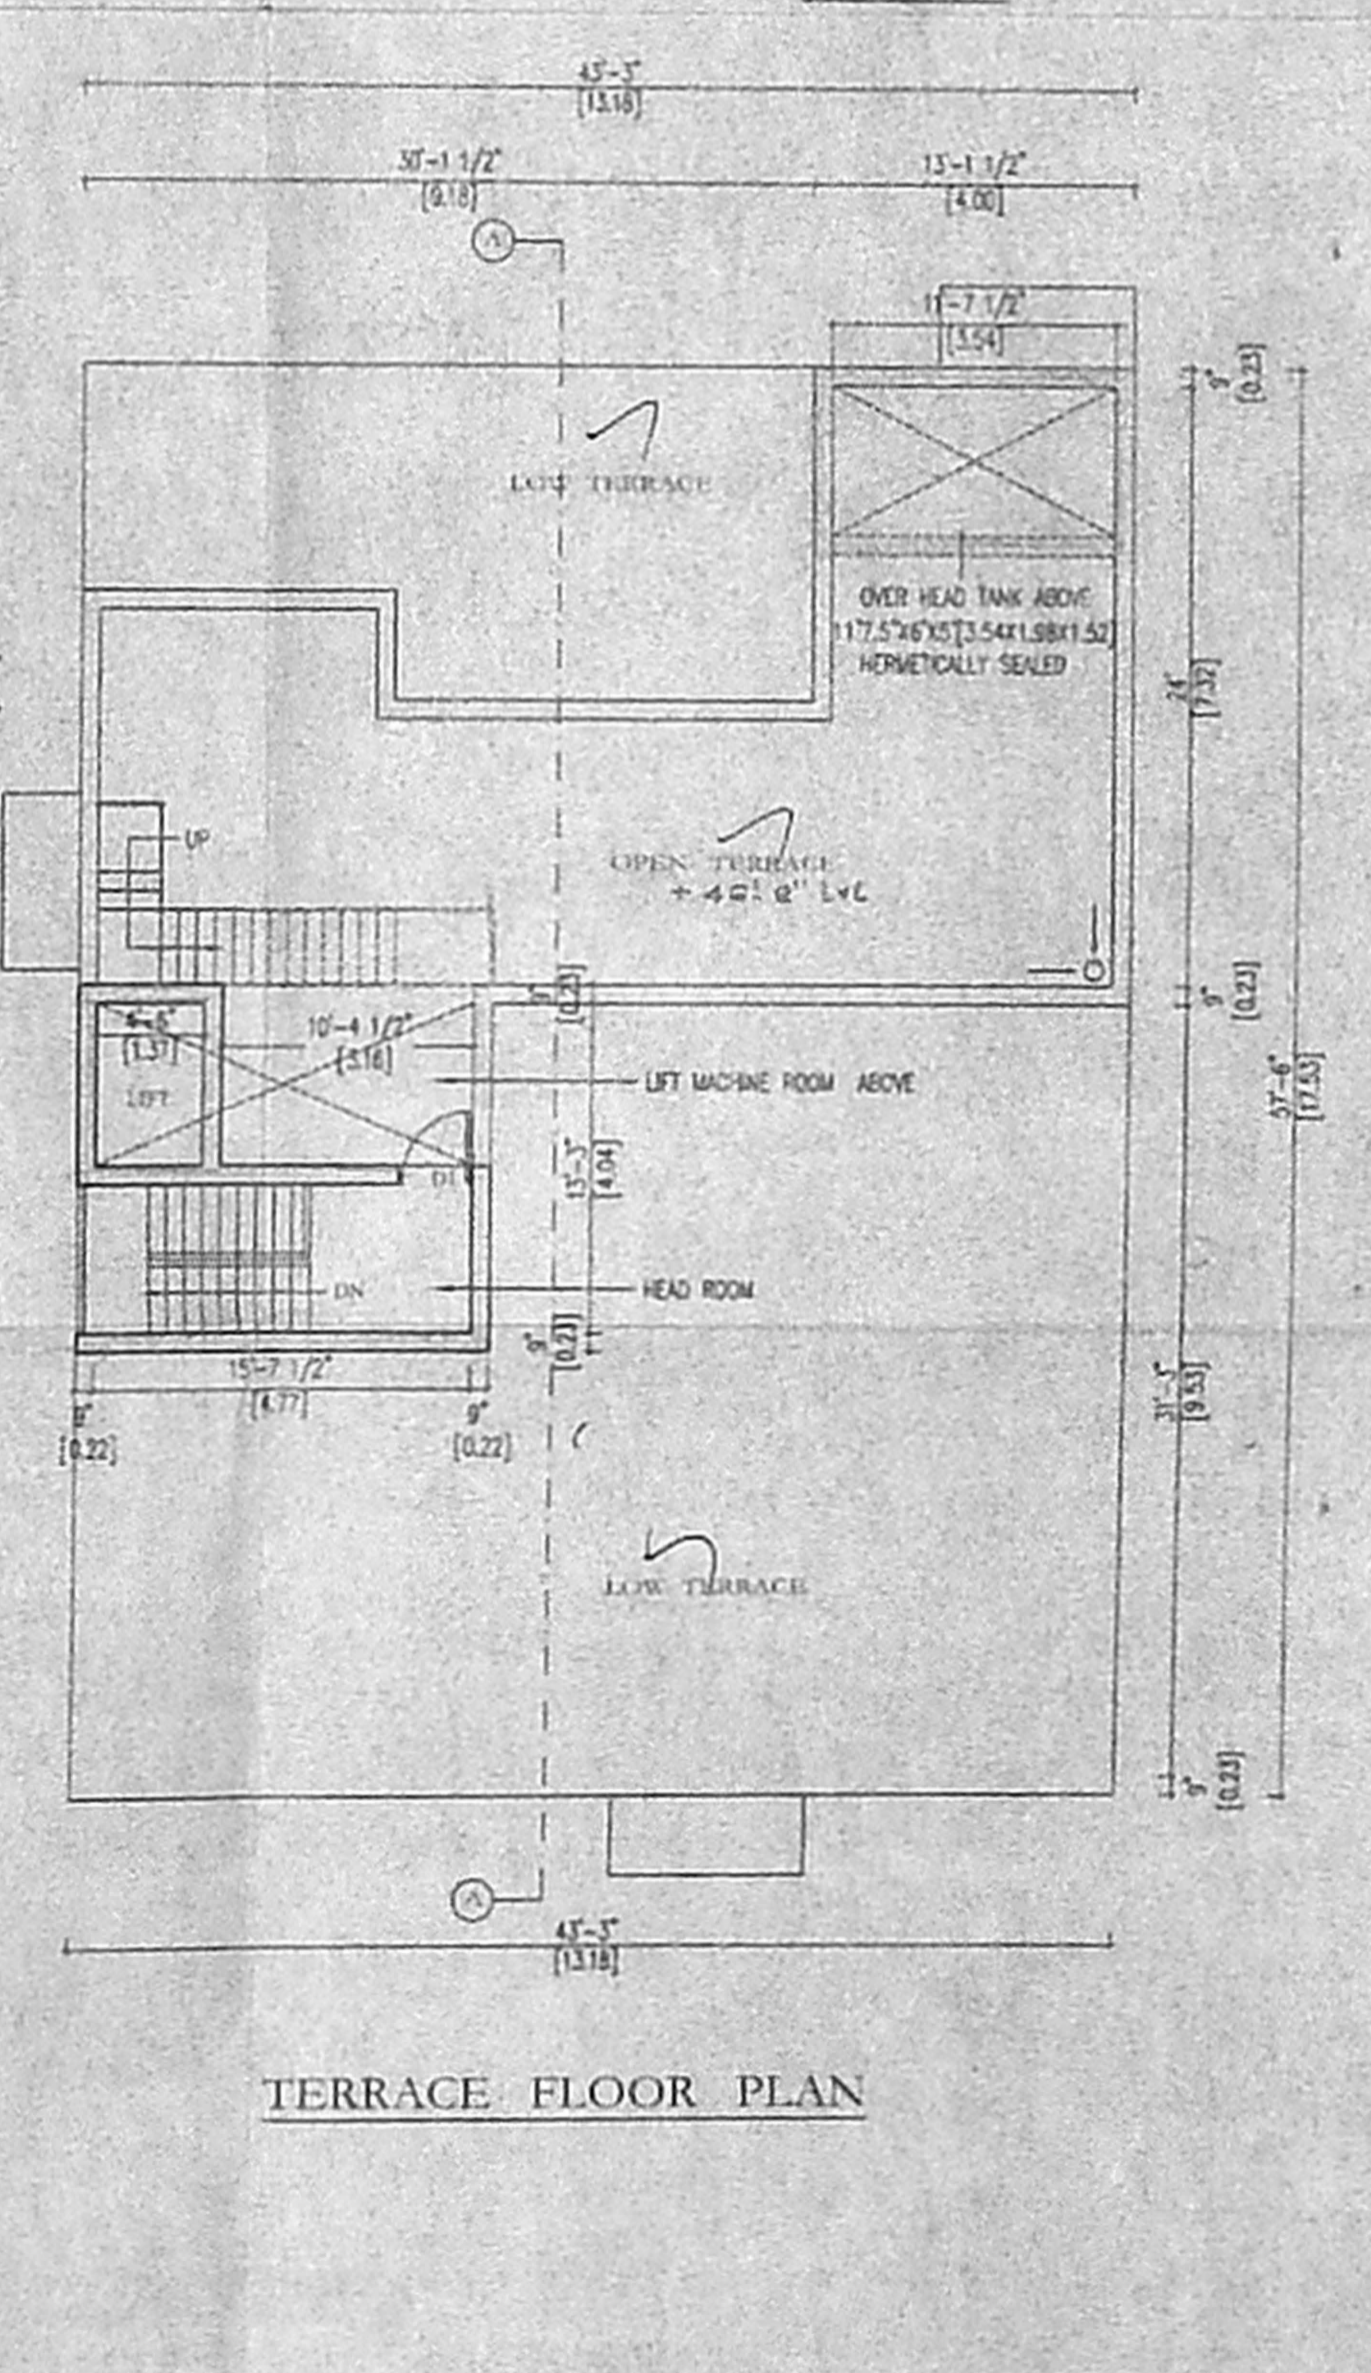 43'-3"
[13.18]
30'-1 1/2"
[9.18]
13'-1 1/2"
[4.00]
A
11'-7 1/2"
[3.54]
9"
[0.23]
LOW TERRACE
OVER HEAD TANK ABOVE
11'7.5"X6'X5'[3.54X1.98X1.52]
HERMETICALLY SEALED
24'
[7.32]
UP
OPEN TERRACE
9"
[0.23]
9"
[0.23]
[1.37]
10'-4 1/2"
[3.16]
LIFT
LIFT MACHINE ROOM ABOVE
57'-6"
[17.53]
13'-3"
[4.04]
D1
DN
HEAD ROOM
9"
[0.23]
15'-7 1/2"
[4.77]
9"
[0.22]
9"
[0.22]
31'-3"
[9.53]
LOW TERRACE
9"
[0.23]
A
43'-3"
[13.18]
TERRACE FLOOR PLAN